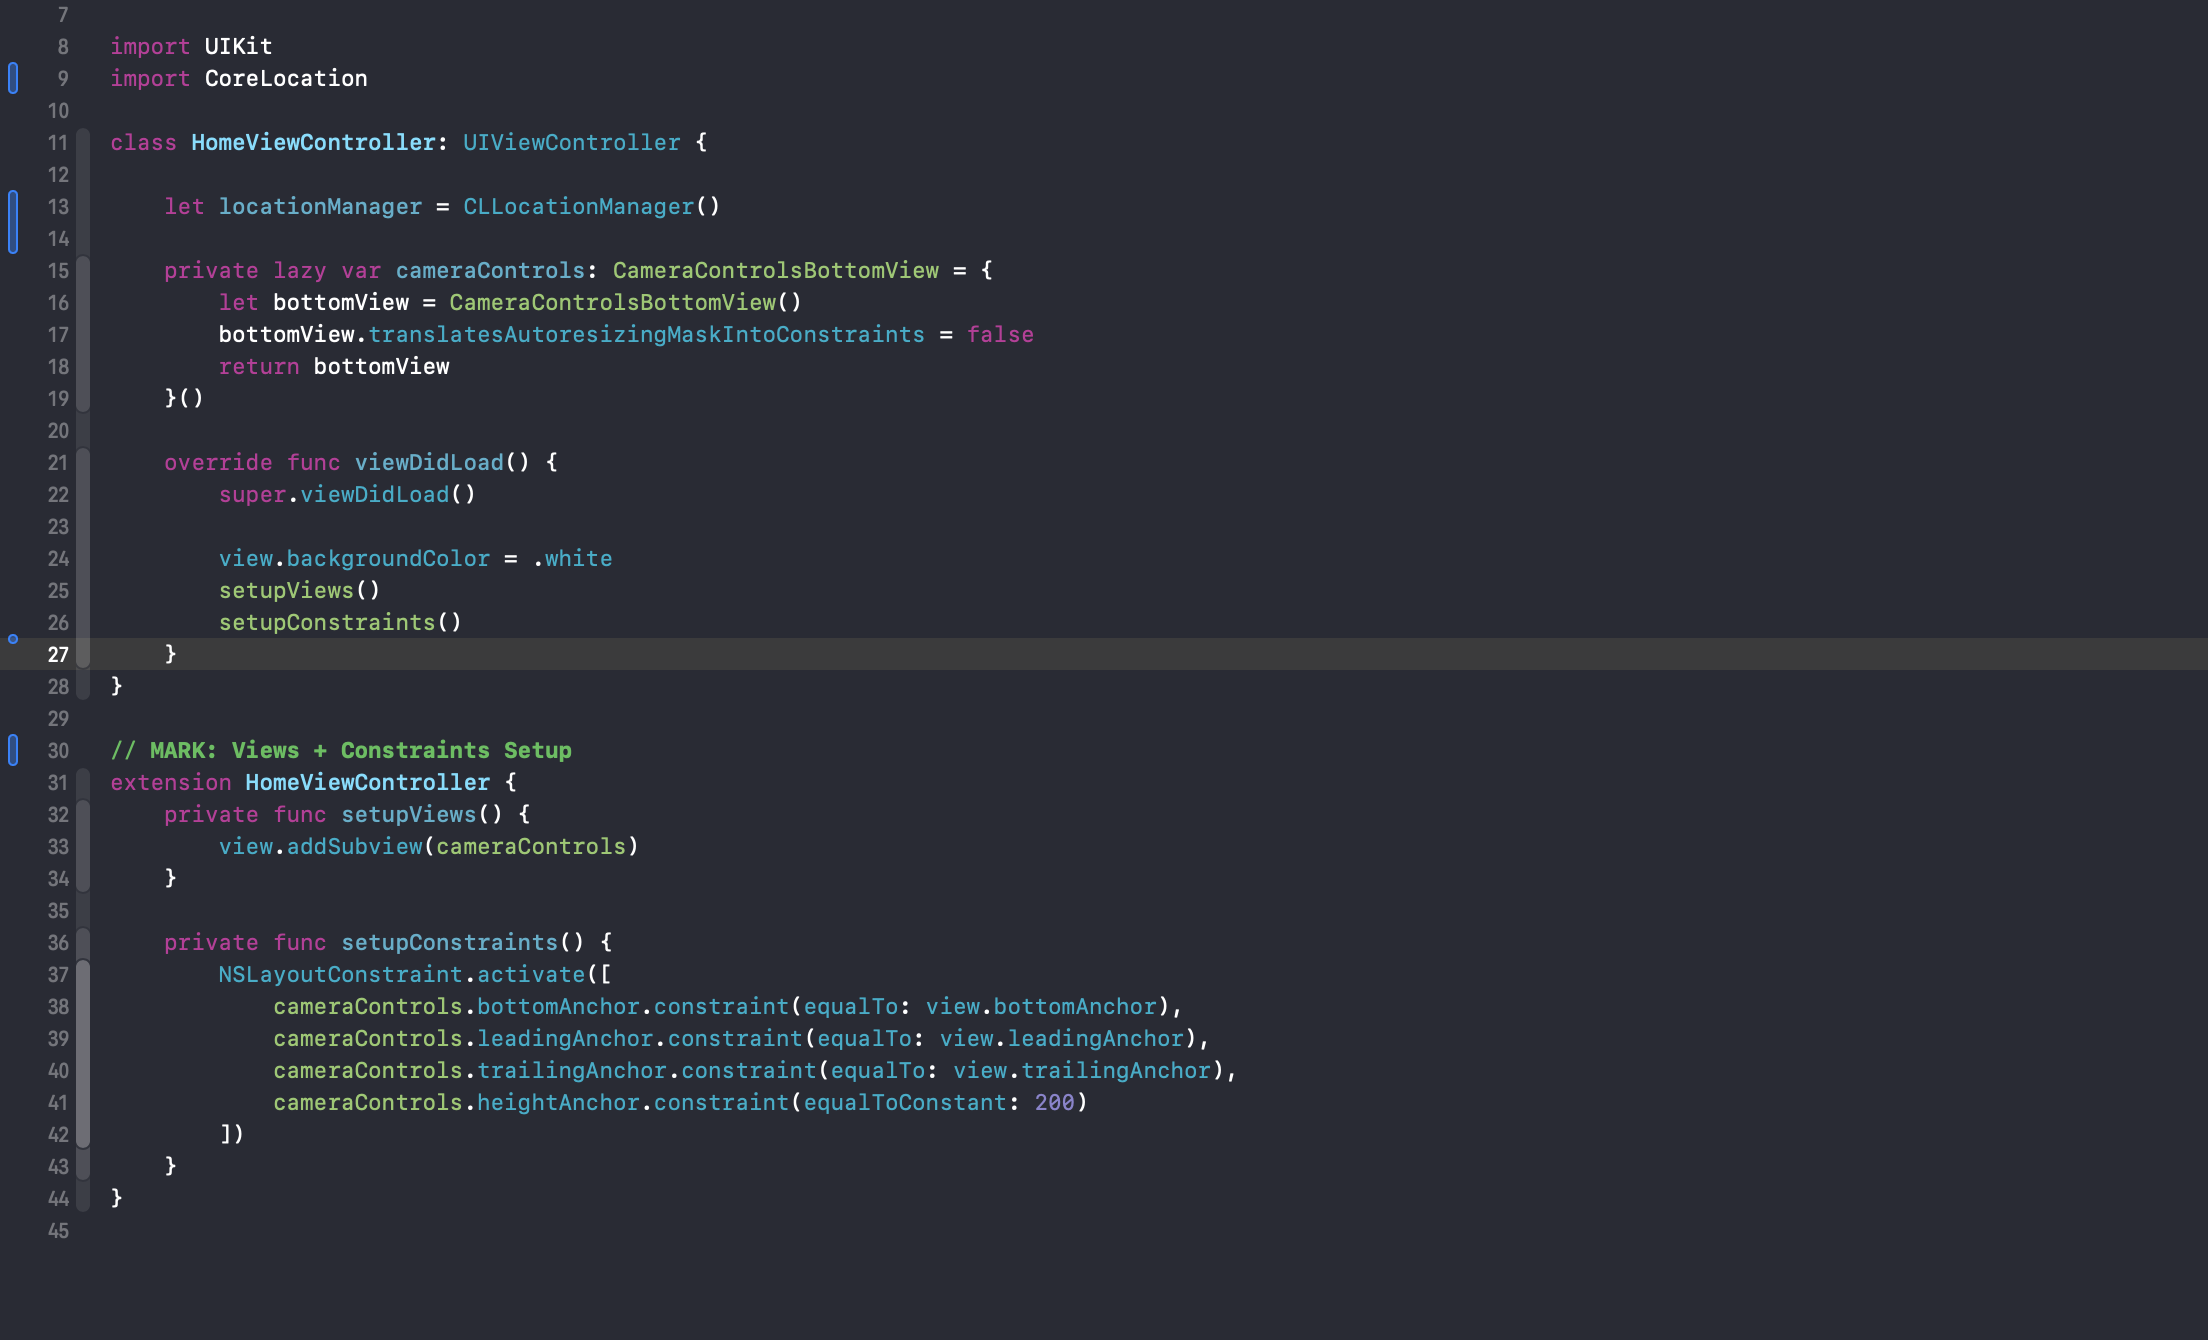 7
8 import UIKit
9 import CoreLocation
10
11 class HomeViewController: UIViewController {
12
13     let locationManager = CLLocationManager()
14
15     private lazy var cameraControls: CameraControlsBottomView = {
16         let bottomView = CameraControlsBottomView()
17         bottomView.translatesAutoresizingMaskIntoConstraints = false
18         return bottomView
19     }()
20
21     override func viewDidLoad() {
22         super.viewDidLoad()
23
24         view.backgroundColor = .white
25         setupViews()
26         setupConstraints()
27     }
28 }
29
30 // MARK: Views + Constraints Setup
31 extension HomeViewController {
32     private func setupViews() {
33         view.addSubview(cameraControls)
34     }
35
36     private func setupConstraints() {
37         NSLayoutConstraint.activate([
38             cameraControls.bottomAnchor.constraint(equalTo: view.bottomAnchor),
39             cameraControls.leadingAnchor.constraint(equalTo: view.leadingAnchor),
40             cameraControls.trailingAnchor.constraint(equalTo: view.trailingAnchor),
41             cameraControls.heightAnchor.constraint(equalToConstant: 200)
42         ])
43     }
44 }
45